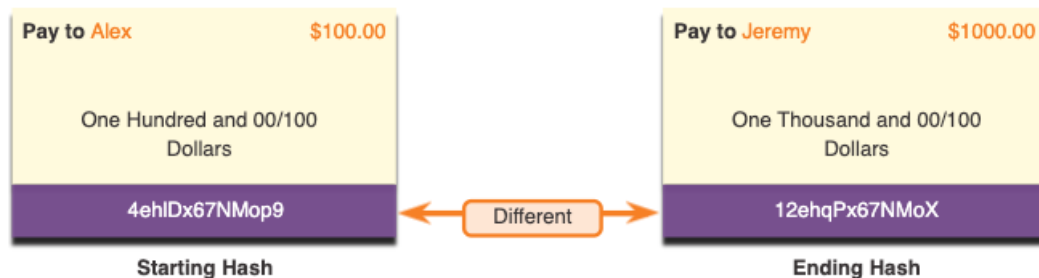 Pay to Alex $100.00
One Hundred and 00/100
Dollars
4ehlDx67NMop9
Starting Hash
Different
Pay to Jeremy $1000.00
One Thousand and 00/100
Dollars
12ehqPx67NMoX
Ending Hash